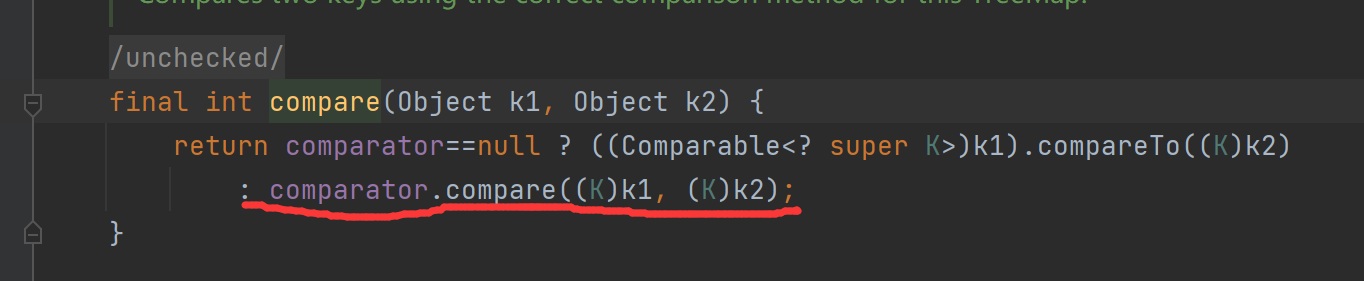 Compares two keys using the correct comparison method for this TreeMap.
/unchecked/
final int compare(Object k1, Object k2) {
return comparator==null ? ((Comparable<? super K>)k1).compareTo((K)k2)
: comparator.compare((K)k1, (K)k2);
}